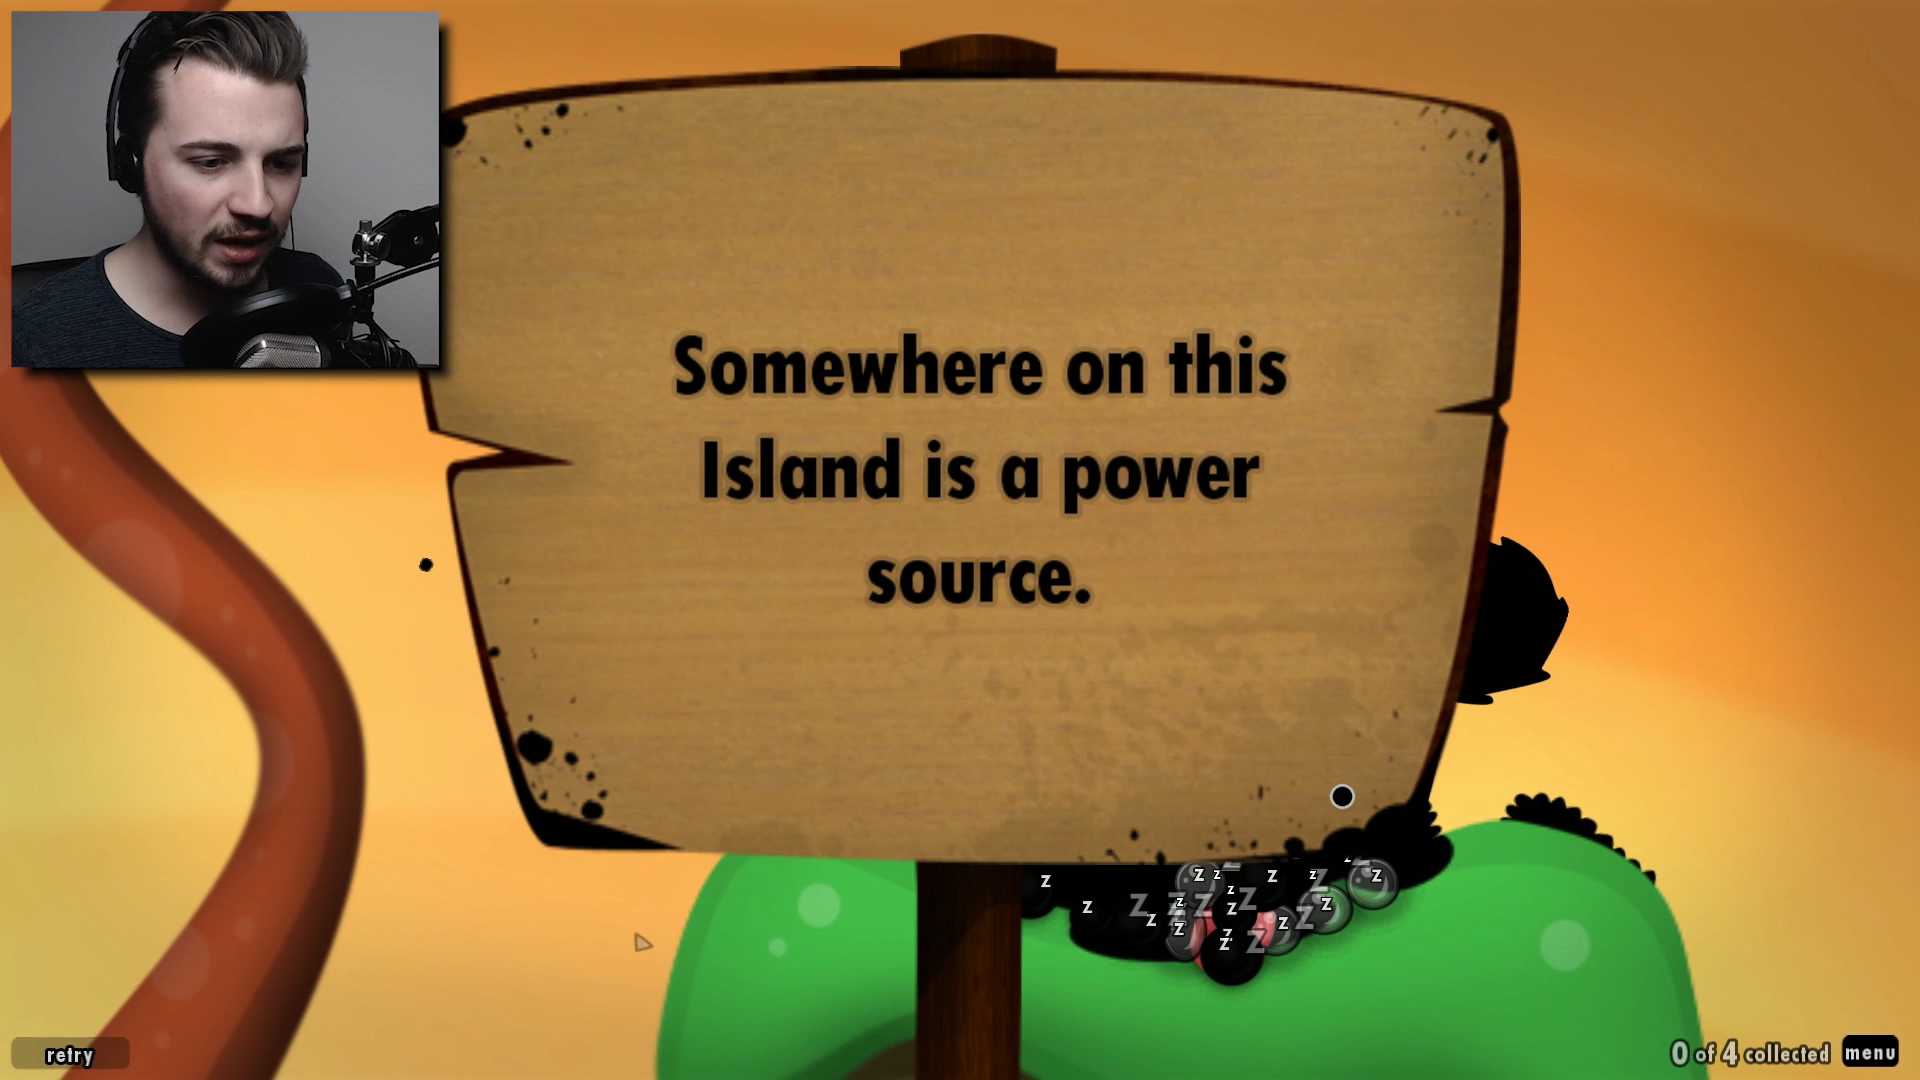 Somewhere on this
Island is a power
source.
z z z z z z z z z z z z z z z z z z z z z z z z
retry
0 of 4 collected menu